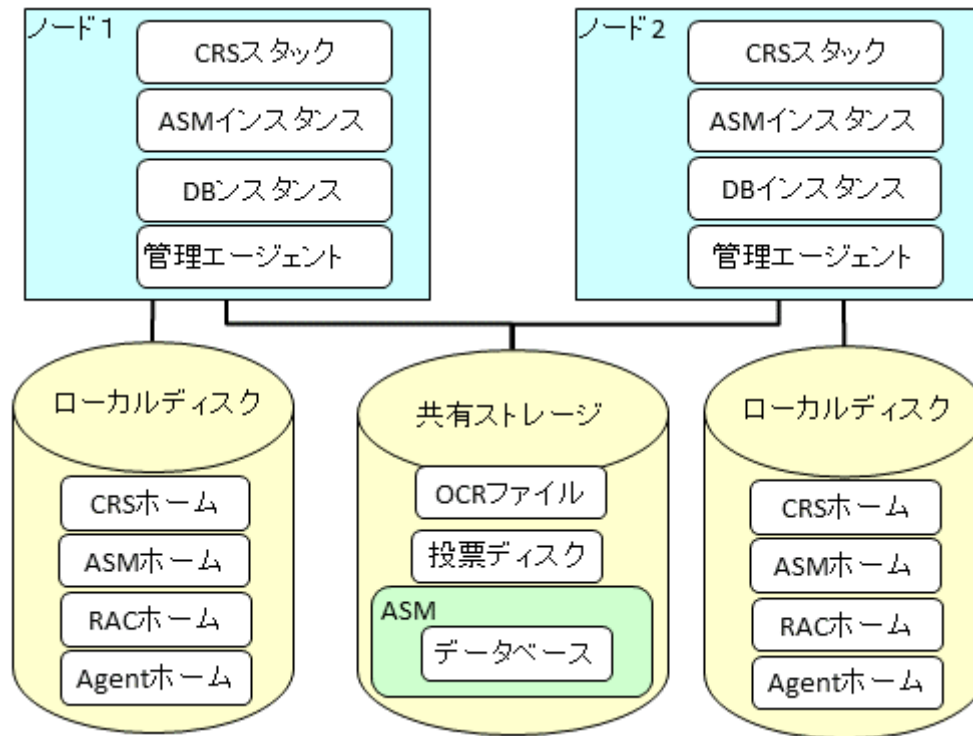 ノード1
CRSスタック
ASMインスタンス
DBンスタンス
管理エージェント
ノード2
CRSスタック
ASMインスタンス
DBインスタンス
管理エージェント
ローカルディスク
CRSホーム
ASMホーム
RACホーム
Agentホーム
共有ストレージ
OCRファイル
投票ディスク
ASM
データベース
ローカルディスク
CRSホーム
ASMホーム
RACホーム
Agentホーム